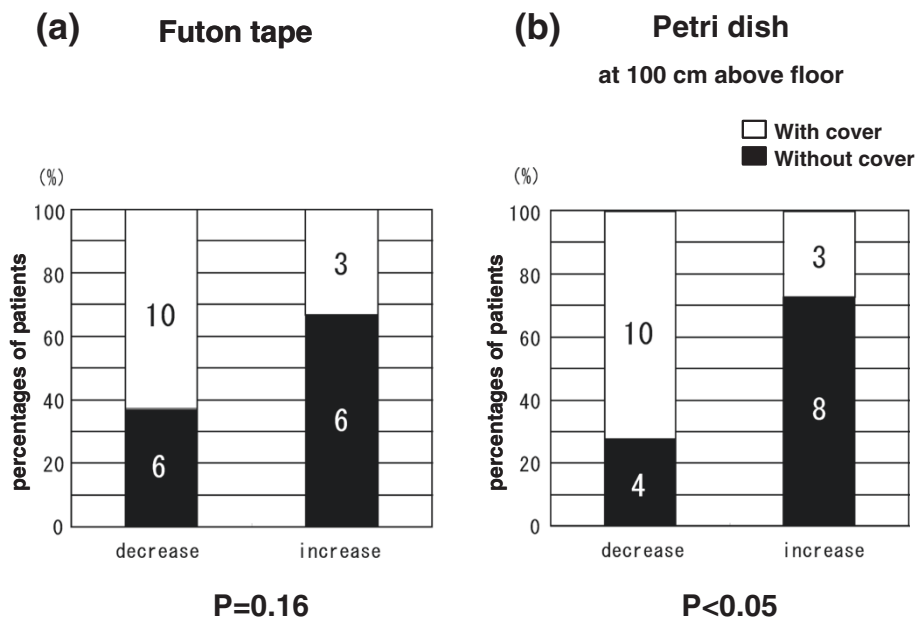 (a) Futon tape
(%)
percentages of patients
100
80
60
40
20
0
10
6
3
6
decrease increase
P=0.16
(b) Petri dish
at 100 cm above floor
With cover
Without cover
(%)
percentages of patients
100
80
60
40
20
0
10
4
3
8
decrease increase
P<0.05